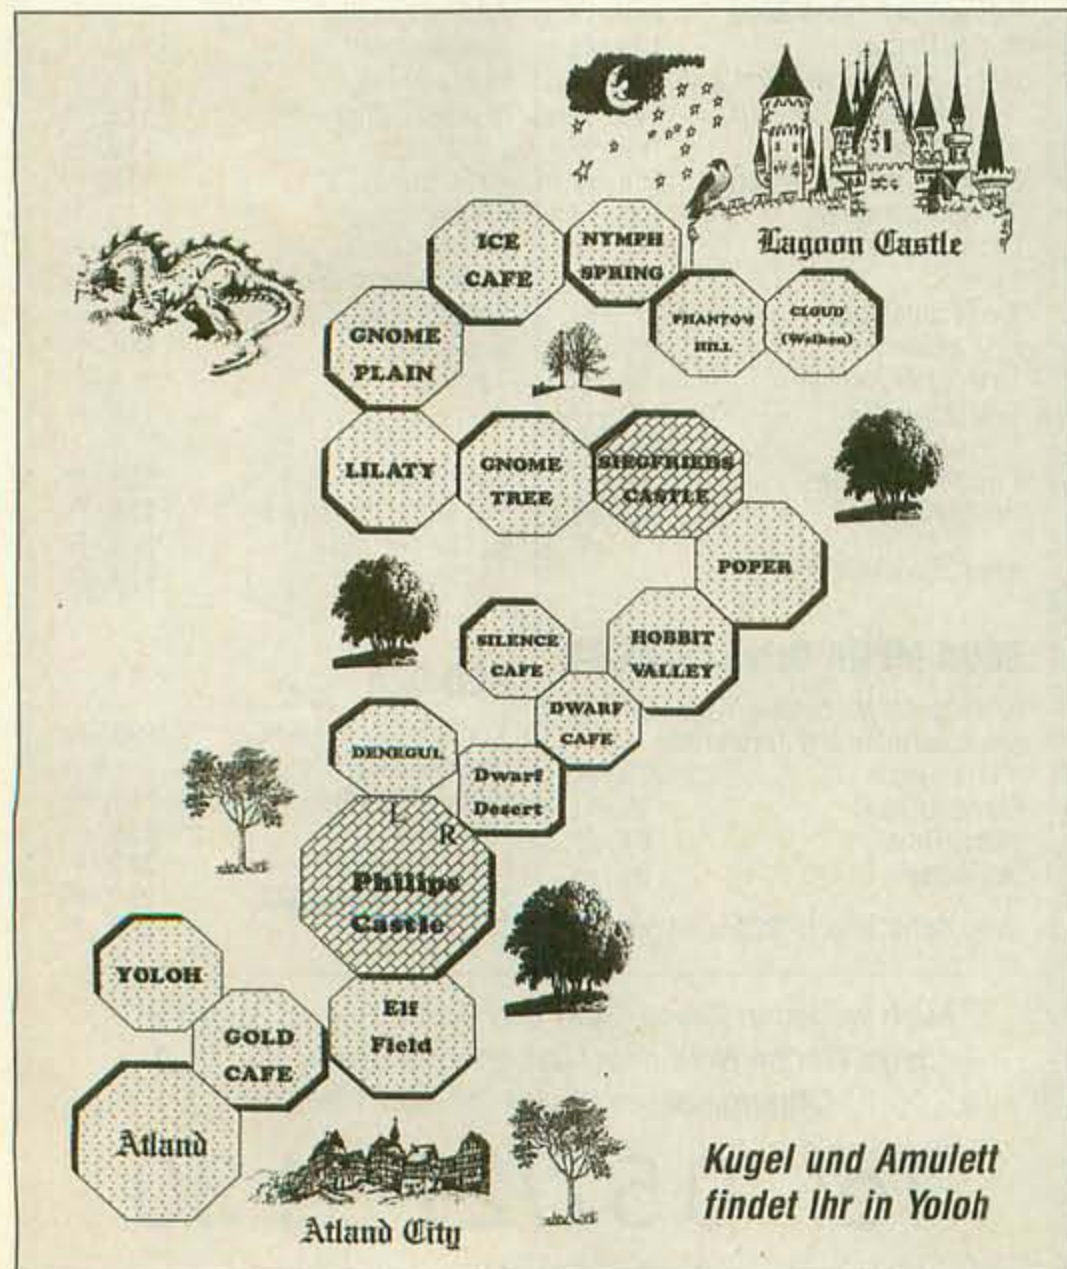 Lagoon Castle
ICE
CAFE
NYMPH
SPRING
PHANTOM
HILL
CLOUD
(Wolken)
GNOME
PLAIN
LILATY
GNOME
TREE
SIEGFRIEDS
CASTLE
POPER
SILENCE
CAFE
HOBBIT
VALLEY
DWARF
CAFE
DENEGUL
Dwarf
Desert
L
R
Philips
Castle
YOLOH
GOLD
CAFE
Elf
Field
Atland
Atland City
Kugel und Amulett
findet Ihr in Yoloh